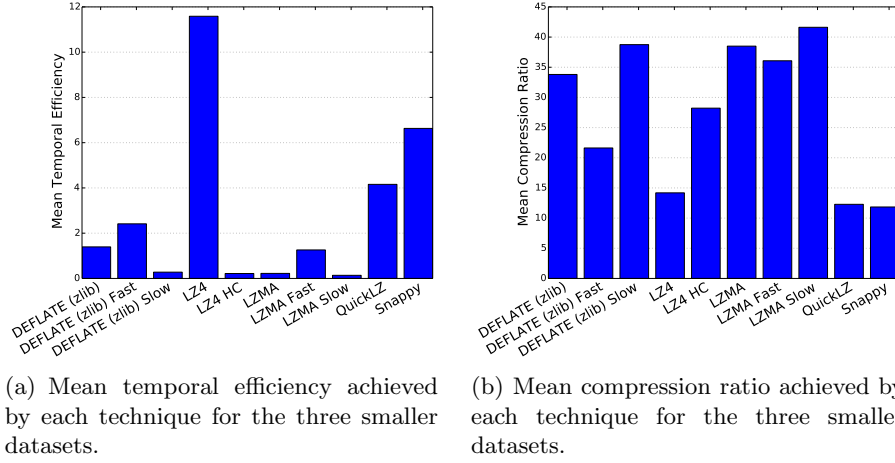 12
10
8
6
4
2
0
Mean Temporal Efficiency
DEFLATE (zlib)
DEFLATE (zlib) Fast
DEFLATE (zlib) Slow
LZ4
LZ4 HC
LZMA
LZMA Fast
LZMA Slow
QuickLZ
Snappy
(a) Mean temporal efficiency achieved
by each technique for the three smaller
datasets.
45
40
35
30
25
20
15
10
5
0
Mean Compression Ratio
DEFLATE (zlib)
DEFLATE (zlib) Fast
DEFLATE (zlib) Slow
LZ4
LZ4 HC
LZMA
LZMA Fast
LZMA Slow
QuickLZ
Snappy
(b) Mean compression ratio achieved by
each technique for the three smalle
datasets.